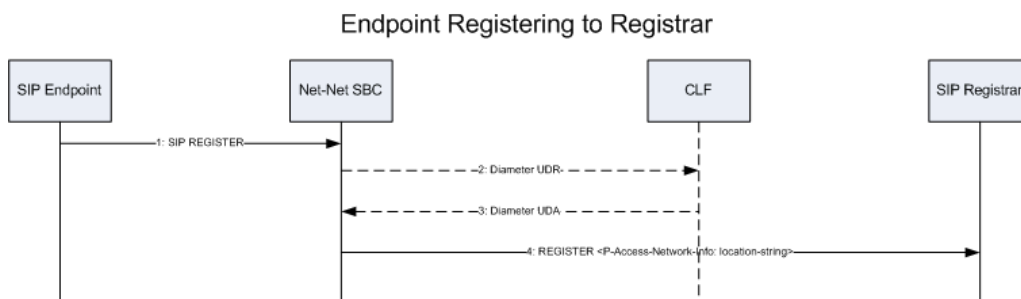 Endpoint Registering to Registrar
SIP Endpoint
Net-Net SBC
CLF
SIP Registrar
1: SIP REGISTER
2: Diameter UDR
3: Diameter UDA
4: REGISTER <P-Access-Network-Info: location-string>